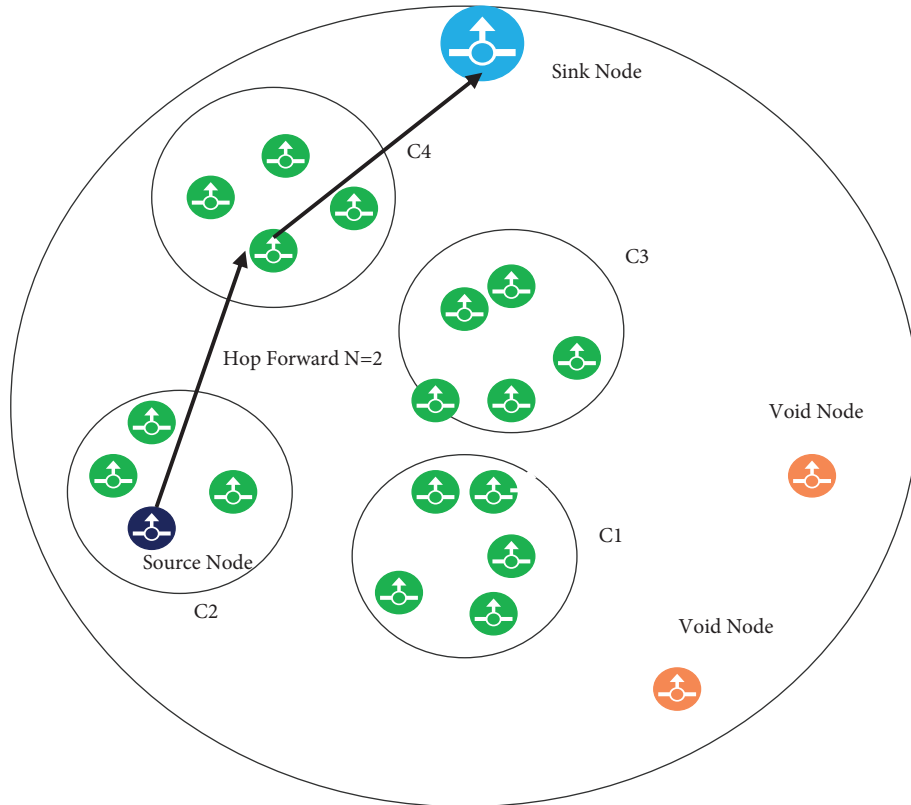 Sink Node
C4
C3
Hop Forward N=2
Void Node
C1
Source Node
C2
Void Node